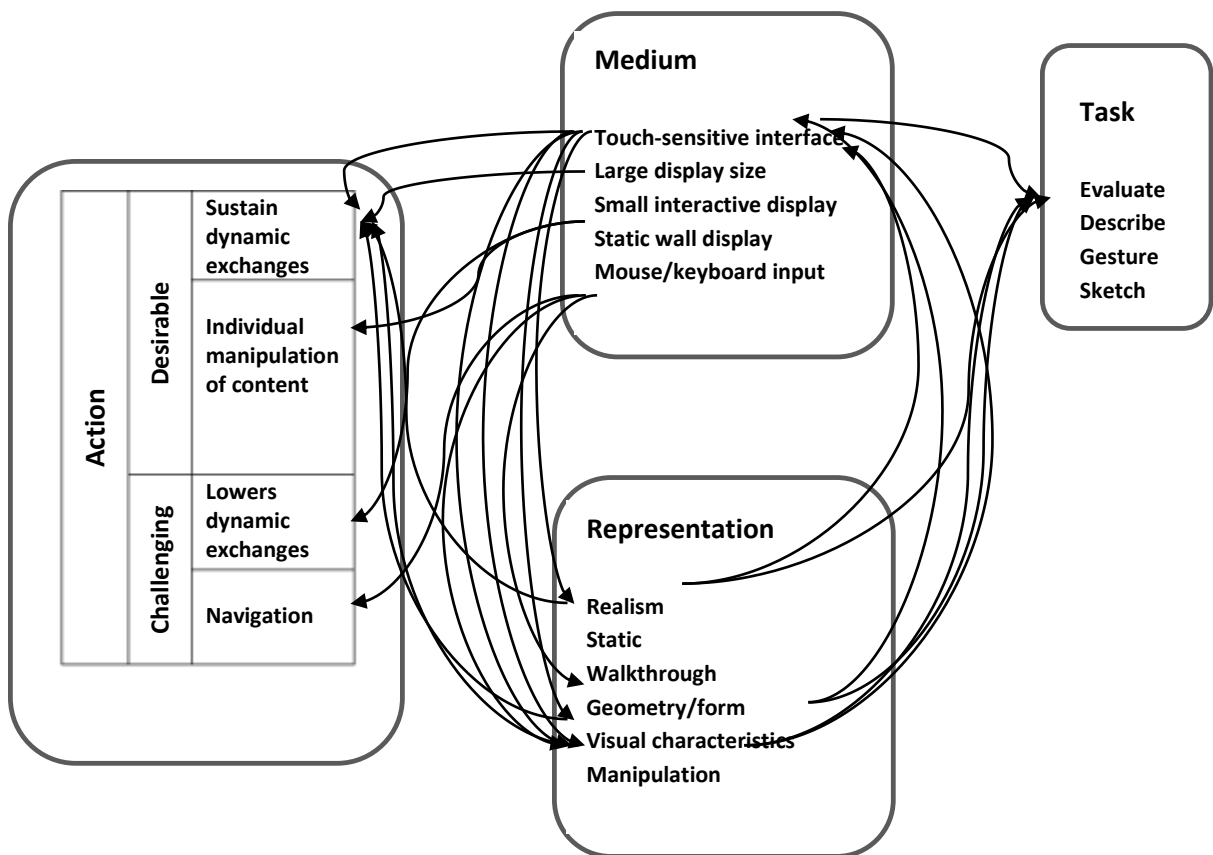 Medium
Touch-sensitive interface
Large display size
Small interactive display
Static wall display
Mouse/keyboard input
Task
Evaluate
Describe
Gesture
Sketch
Action
Desirable
Sustain
dynamic
exchanges
Individual
manipulation
of content
Challenging
Lowers
dynamic
exchanges
Navigation
Representation
Realism
Static
Walkthrough
Geometry/form
Visual characteristics
Manipulation